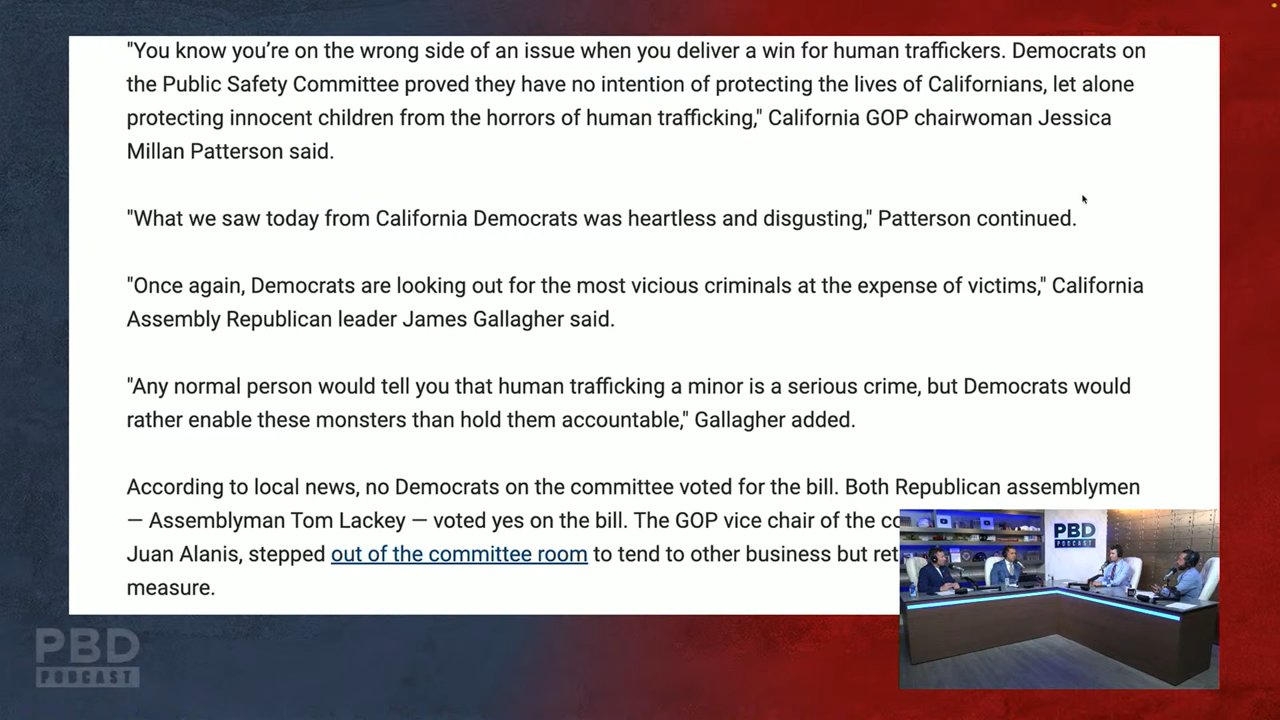 "You know you're on the wrong side of an issue when you deliver a win for human traffickers. Democrats on
the Public Safety Committee proved they have no intention of protecting the lives of Californians, let alone
protecting innocent children from the horrors of human trafficking," California GOP chairwoman Jessica
Millan Patterson said.
"What we saw today from California Democrats was heartless and disgusting," Patterson continued.
"Once again, Democrats are looking out for the most vicious criminals at the expense of victims," California
Assembly Republican leader James Gallagher said.
"Any normal person would tell you that human trafficking a minor is a serious crime, but Democrats would
rather enable these monsters than hold them accountable," Gallagher added.
According to local news, no Democrats on the committee voted for the bill. Both Republican assemblymen
— Assemblyman Tom Lackey — voted yes on the bill. The GOP vice chair of the
Juan Alanis, stepped out of the committee room to tend to other business but
measure.
PBD
PODCAST
PBD
PODCAST